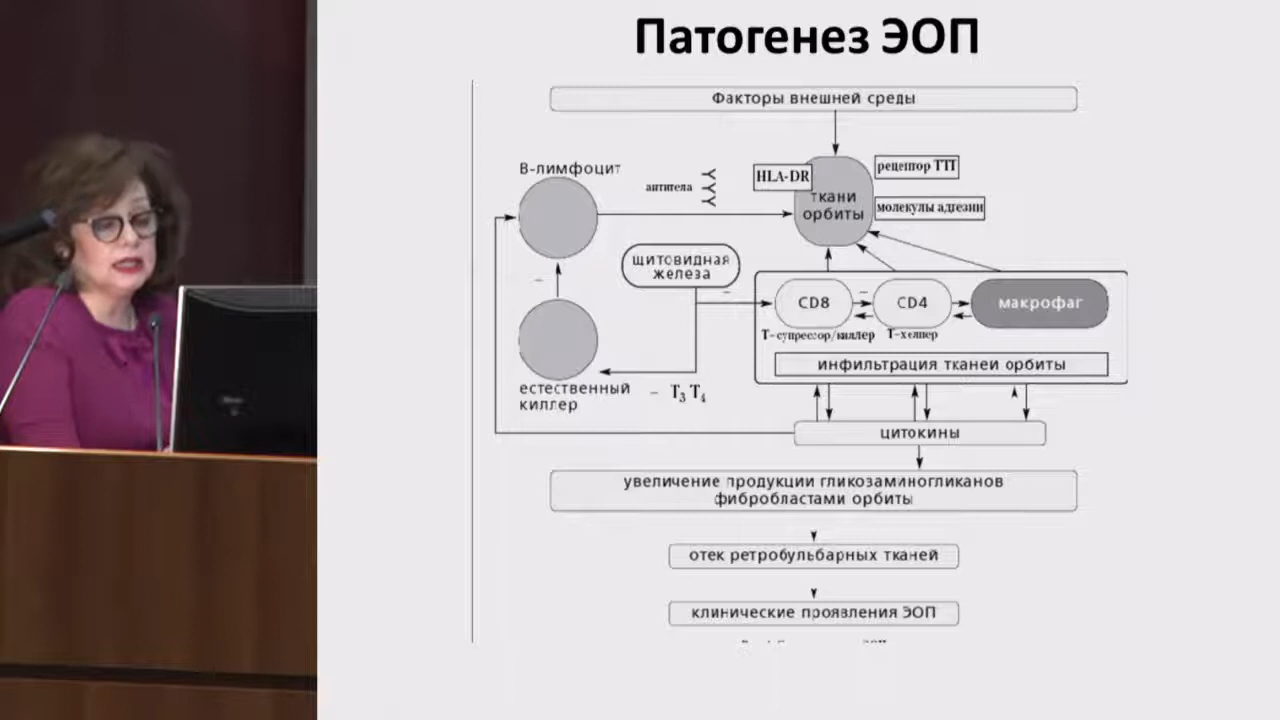 Патогенез ЭОП
Факторы внешней среды
В-лимфоцит
антитела
HLA-DR
рецептор ТТГ
ткани
орбиты
молекулы адгезии
щитовидная
железа
CD8
CD4
макрофаг
Т-супрессор/киллер
Т-хелпер
инфильтрация тканей орбиты
естественный
киллер
– T3 T4
цитокины
увеличение продукции гликозаминогликанов
фибробластами орбиты
отек ретробульбарных тканей
клинические проявления ЭОП